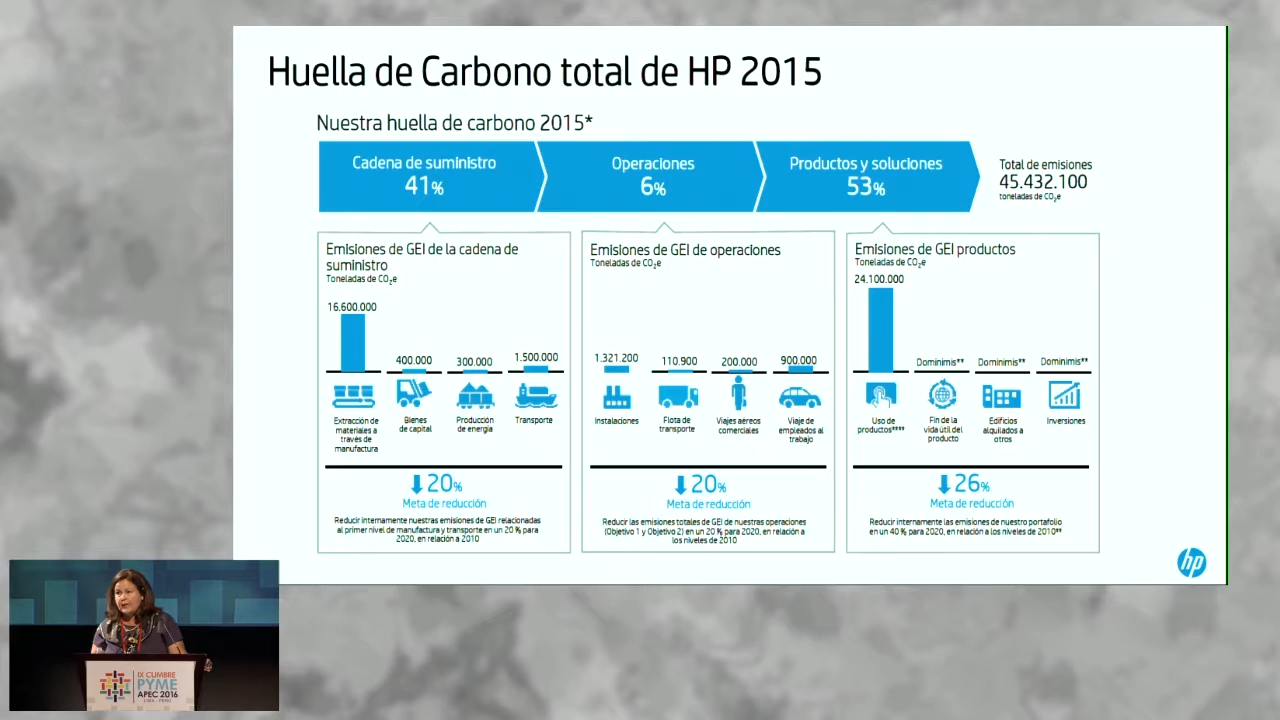 Huella de Carbono total de HP 2015
Nuestra huella de carbono 2015*
Cadena de suministro
41%
Operaciones
6%
Productos y soluciones
53%
Total de emisiones
45.432.100
toneladas de CO₂e
Emisiones de GEI de la cadena de
suministro
Toneladas de CO₂e
16.600.000
400.000
300.000
1.500.000
Extracción de
materiales a
través de
manufactura
Bienes
de capital
Producción
de energía
Transporte
20%
Meta de reducción
Reducir internamente nuestras emisiones de GEI relacionadas
al primer nivel de manufactura y transporte en un 20 % para
2020, en relación a 2010
Emisiones de GEI de operaciones
Toneladas de CO₂e
1.321.200
110.900
200.000
900.000
Instalaciones
Flota de
transporte
Viajes aéreos
comerciales
Viaje de
empleados al
trabajo
20%
Meta de reducción
Reducir las emisiones totales de GEI de nuestras operaciones
(Objetivo 1 y Objetivo 2) en un 20 % para 2020, en relación a
los niveles de 2010
Emisiones de GEI productos
Toneladas de CO₂e
24.100.000
Dominimis**
Dominimis**
Dominimis**
Uso de
productos****
Fin de la
vida útil del
producto
Edificios
alquilados a
otros
Inversiones
26%
Meta de reducción
Reducir internamente las emisiones de nuestro portafolio
en un 40 % para 2020, en relación a los niveles de 2010**
hp
IX CUMBRE
PYME
APEC 2016
LIMA - PERÚ